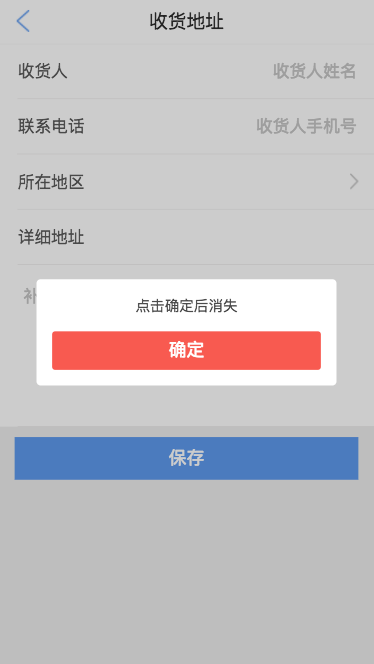 收货地址
收货人 收货人姓名
联系电话 收货人手机号
所在地区
详细地址
补
点击确定后消失
确定
保存